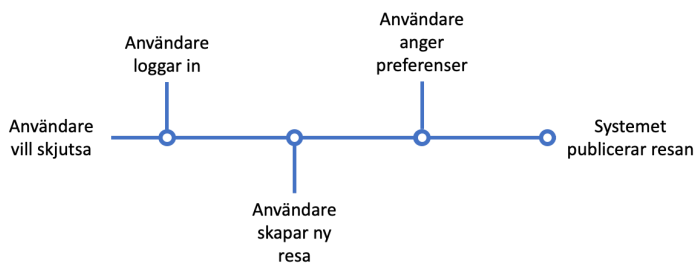 Användare
vill skjutsa
Användare
loggar in
Användare
skapar ny
resa
Användare
anger
preferenser
Systemet
publicerar resan